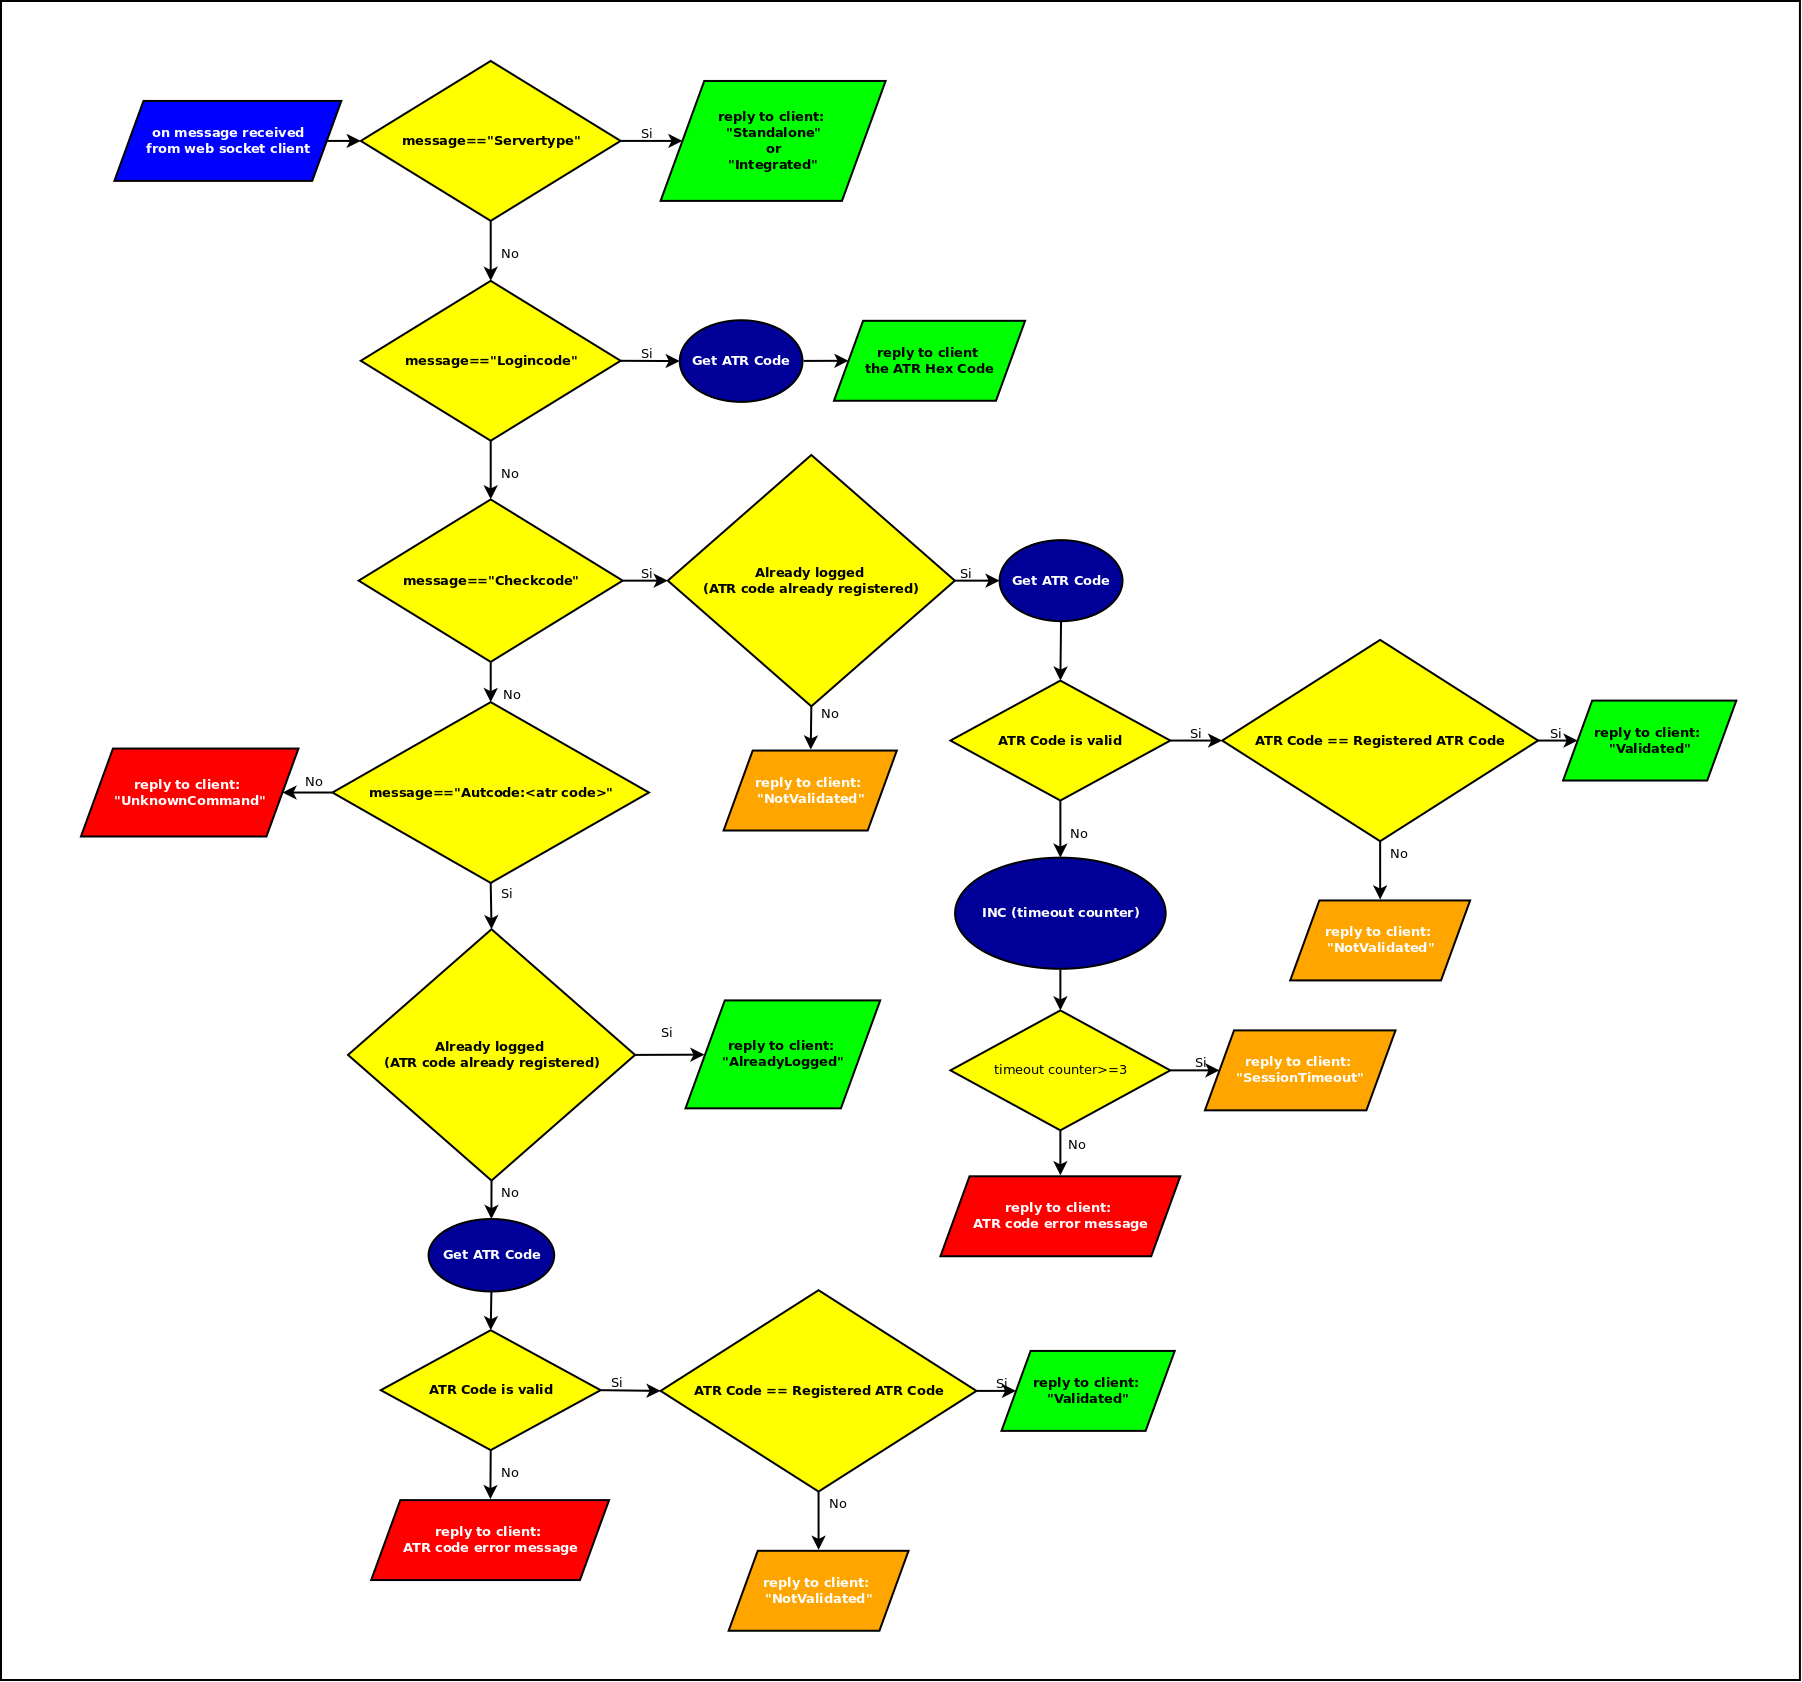 on message received
from web socket client
message=="Servertype"
Si
reply to client:
"Standalone"
or
"Integrated"
No
message=="Logincode"
Si
Get ATR Code
reply to client
the ATR Hex Code
No
message=="Checkcode"
Si
Already logged
(ATR code already registered)
Si
Get ATR Code
No
No
reply to client:
"NotValidated"
ATR Code is valid
Si
ATR Code == Registered ATR Code
Si
reply to client:
"Validated"
No
reply to client:
"NotValidated"
No
INC (timeout counter)
timeout counter>=3
Si
reply to client:
"SessionTimeout"
No
reply to client:
ATR code error message
message=="Autcode:<atr code>"
No
reply to client:
"UnknownCommand"
Si
Already logged
(ATR code already registered)
Si
reply to client:
"AlreadyLogged"
No
Get ATR Code
ATR Code is valid
Si
ATR Code == Registered ATR Code
Si
reply to client:
"Validated"
No
reply to client:
ATR code error message
No
reply to client:
"NotValidated"